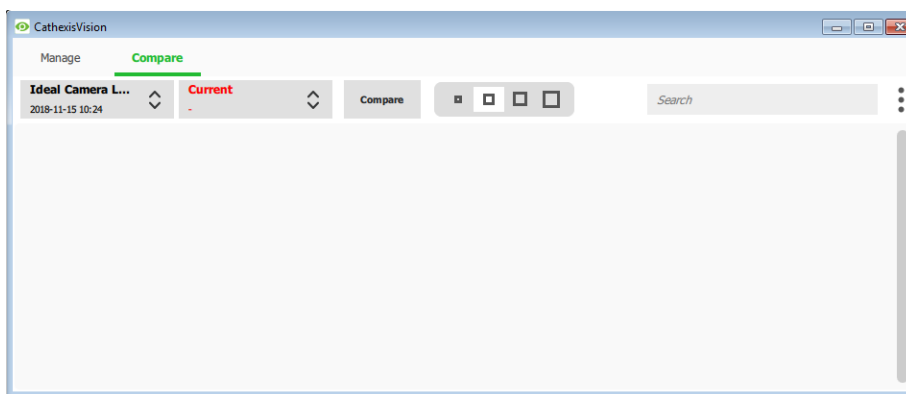 CathexisVision
Manage Compare
Ideal Camera L... Current Compare Search
2018-11-15 10:24 -